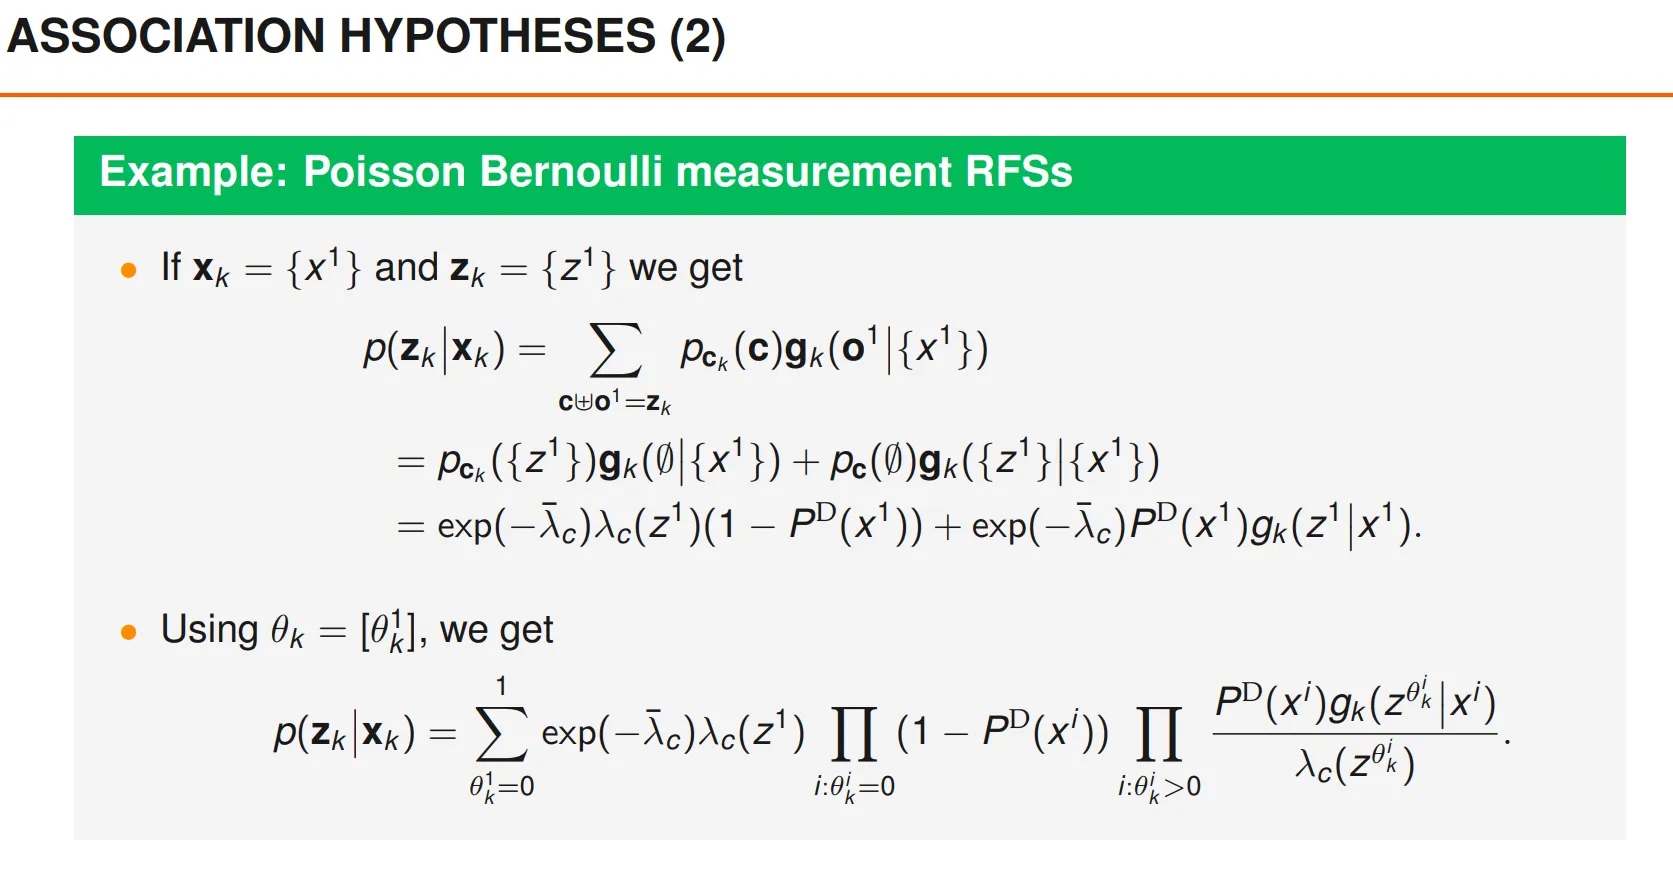 ASSOCIATION HYPOTHESES (2)
Example: Poisson Bernoulli measurement RFSs
• If $\mathbf{x}_k = \{x^1\}$ and $\mathbf{z}_k = \{z^1\}$ we get
$p(\mathbf{z}_k|\mathbf{x}_k) = \sum_{\mathbf{c} \uplus \mathbf{o}^1 = \mathbf{z}_k} p_{\mathbf{c}_k}(\mathbf{c})\mathbf{g}_k(\mathbf{o}^1|\{x^1\})$
$= p_{\mathbf{c}_k}(\{z^1\})\mathbf{g}_k(\emptyset|\{x^1\}) + p_{\mathbf{c}}(\emptyset)\mathbf{g}_k(\{z^1\}|\{x^1\})$
$= \exp(-\bar{\lambda}_c)\lambda_c(z^1)(1 - P^{\mathrm{D}}(x^1)) + \exp(-\bar{\lambda}_c)P^{\mathrm{D}}(x^1)g_k(z^1|x^1).$
• Using $\theta_k = [\theta_k^1]$, we get
$p(\mathbf{z}_k|\mathbf{x}_k) = \sum_{\theta_k^1=0}^{1} \exp(-\bar{\lambda}_c)\lambda_c(z^1) \prod_{i:\theta_k^i=0} (1 - P^{\mathrm{D}}(x^i)) \prod_{i:\theta_k^i>0} \frac{P^{\mathrm{D}}(x^i)g_k(z^{\theta_k^i}|x^i)}{\lambda_c(z^{\theta_k^i})}.$